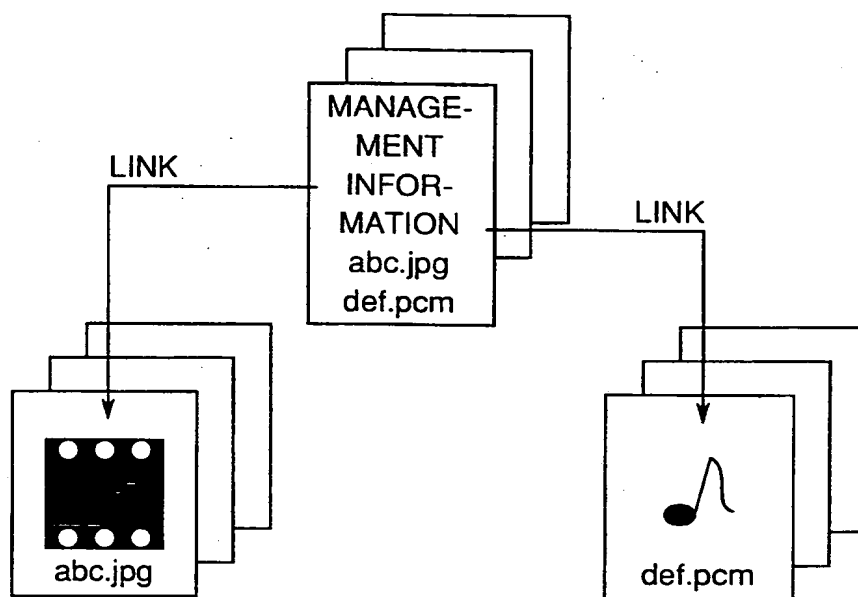 MANAGE-
MENT
INFOR-
MATION
abc.jpg
def.pcm
LINK
LINK
abc.jpg
def.pcm